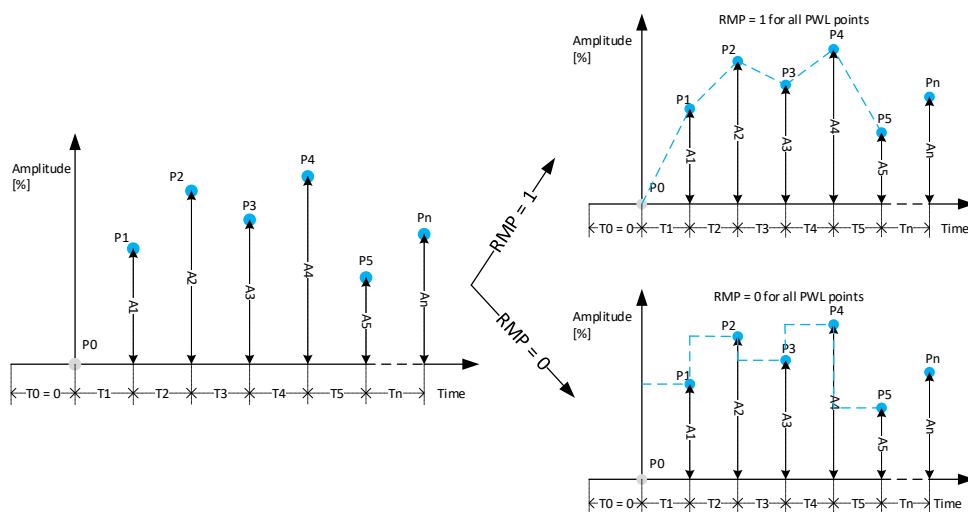 Amplitude
[%]
P0
P1
P2
P3
P4
P5
Pn
A1
A2
A3
A4
A5
An
T0 = 0
T1
T2
T3
T4
T5
Tn
Time
RMP = 1
RMP = 0
RMP = 1 for all PWL points
Amplitude
[%]
P0
P1
P2
P3
P4
P5
Pn
A1
A2
A3
A4
A5
An
T0 = 0
T1
T2
T3
T4
T5
Tn
Time
RMP = 0 for all PWL points
Amplitude
[%]
P0
P1
P2
P3
P4
P5
Pn
A1
A2
A3
A4
A5
An
T0 = 0
T1
T2
T3
T4
T5
Tn
Time